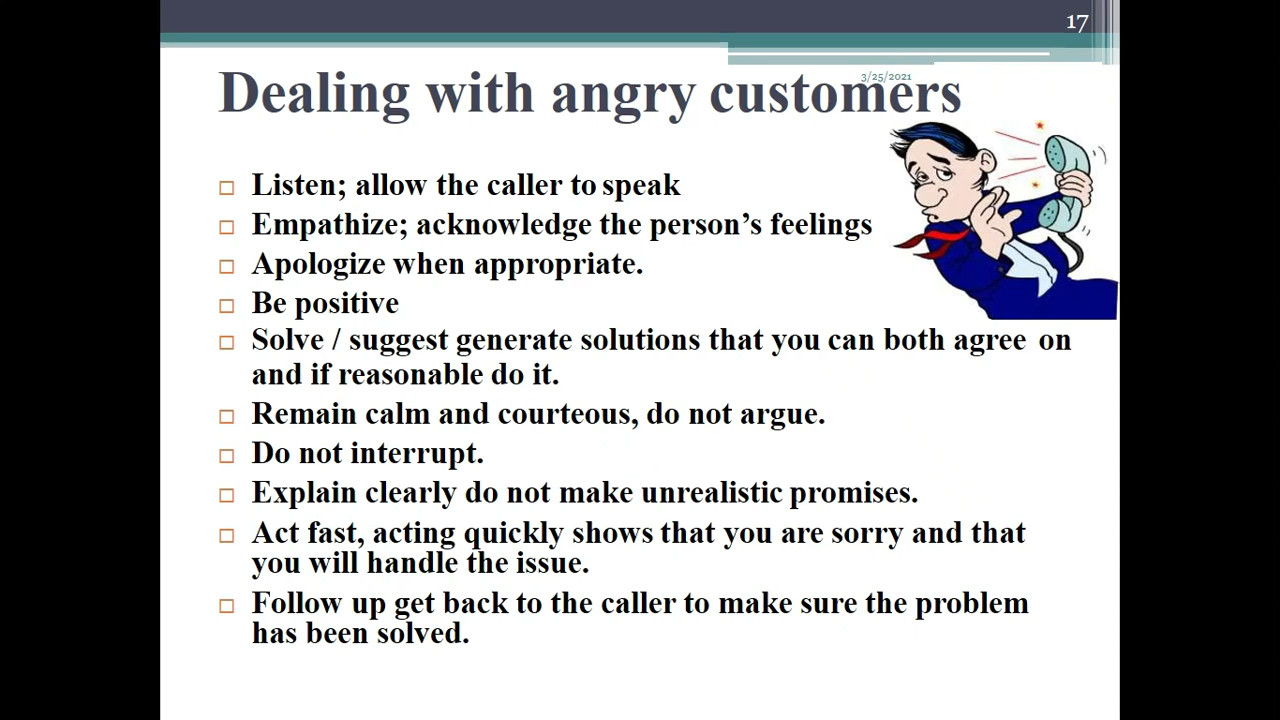 17
3/25/2021
Dealing with angry customers
Listen; allow the caller to speak
Empathize; acknowledge the person’s feelings
Apologize when appropriate.
Be positive
Solve / suggest generate solutions that you can both agree on
and if reasonable do it.
Remain calm and courteous, do not argue.
Do not interrupt.
Explain clearly do not make unrealistic promises.
Act fast, acting quickly shows that you are sorry and that
you will handle the issue.
Follow up get back to the caller to make sure the problem
has been solved.